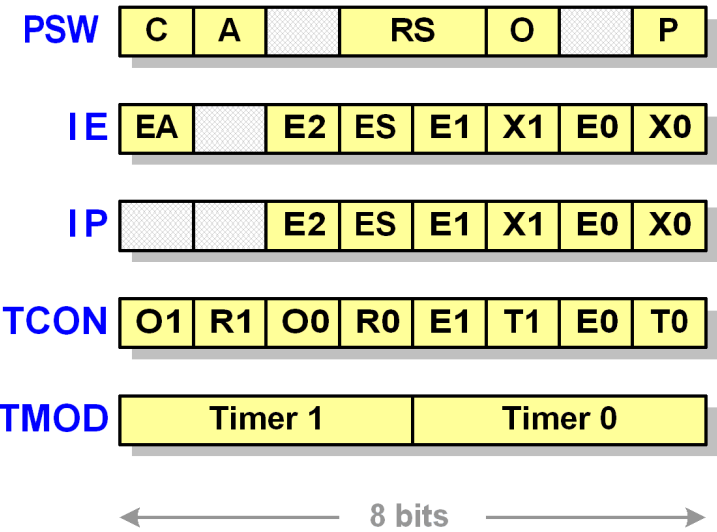 PSW C A RS O P
IE EA E2 ES E1 X1 E0 X0
IP E2 ES E1 X1 E0 X0
TCON O1 R1 O0 R0 E1 T1 E0 T0
TMOD Timer 1 Timer 0
8 bits